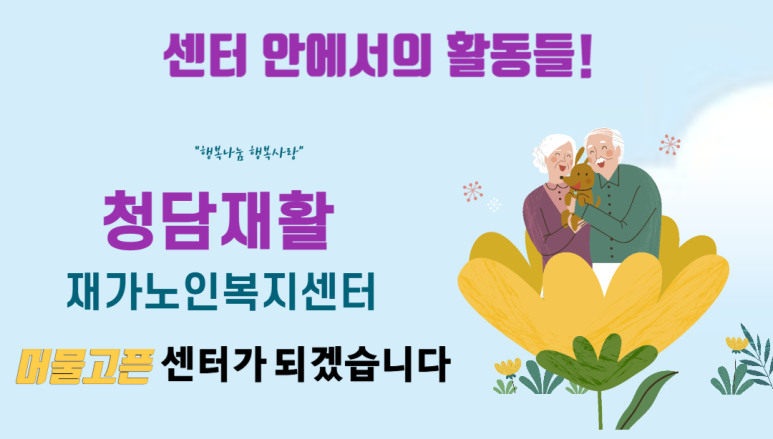 센터 안에서의 활동들!
"행복나눔 행복사랑"
청담재활
재가노인복지센터
머물고픈 센터가 되겠습니다